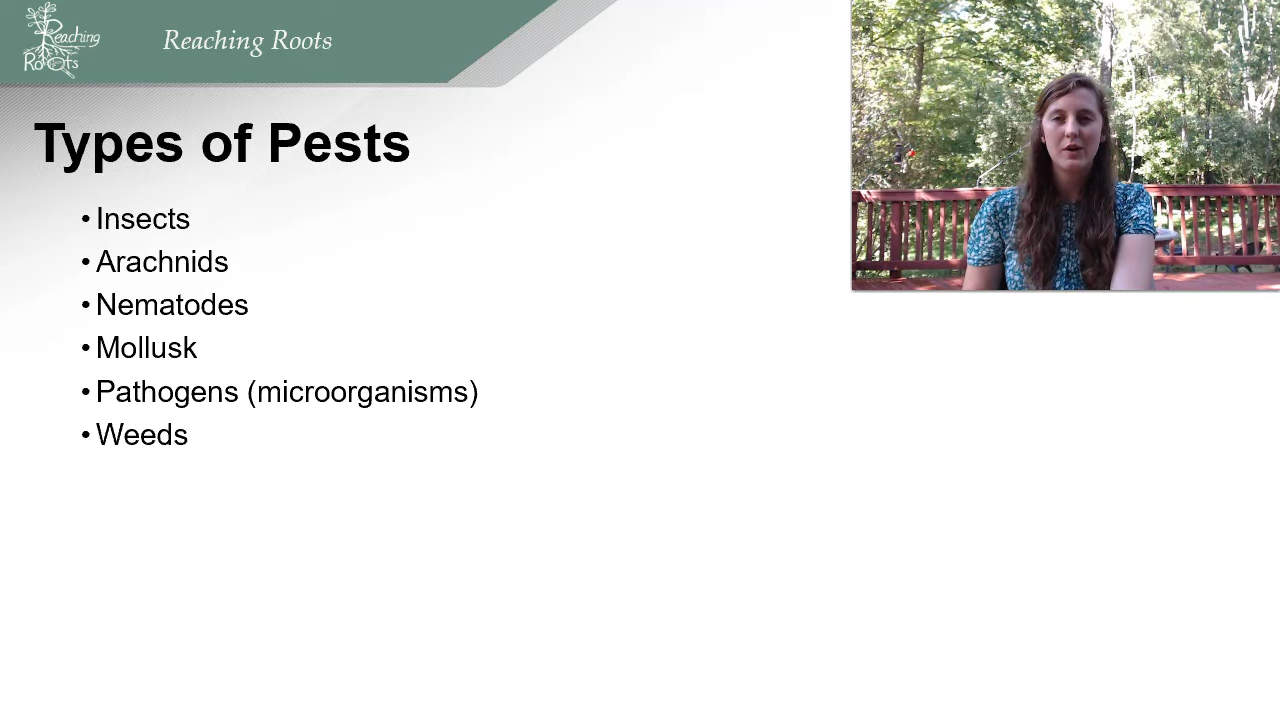 Reaching
Roots
Reaching Roots
Types of Pests
• Insects
• Arachnids
• Nematodes
• Mollusk
• Pathogens (microorganisms)
• Weeds